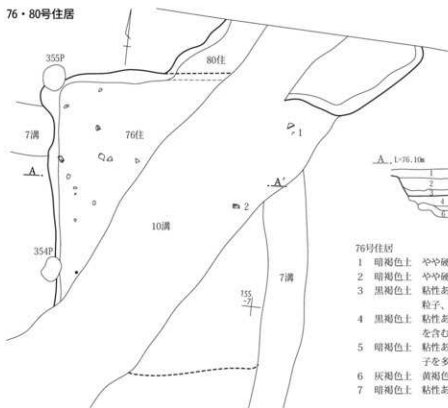 76・80号住居
355P
80住
7溝
76住
1
A
A'
2
10溝
354P
7溝
755
-7
A L=76.10m
1
2
3
4
6
76号住居
1 暗褐色土 やや硬
2 暗褐色土 やや硬
3 黒褐色土 粘性あ
粒子、
4 黒褐色土 粘性あ
を含む
5 暗褐色土 粘性あ
子を多
6 灰褐色土 黄褐色
7 暗褐色土 粘性あ